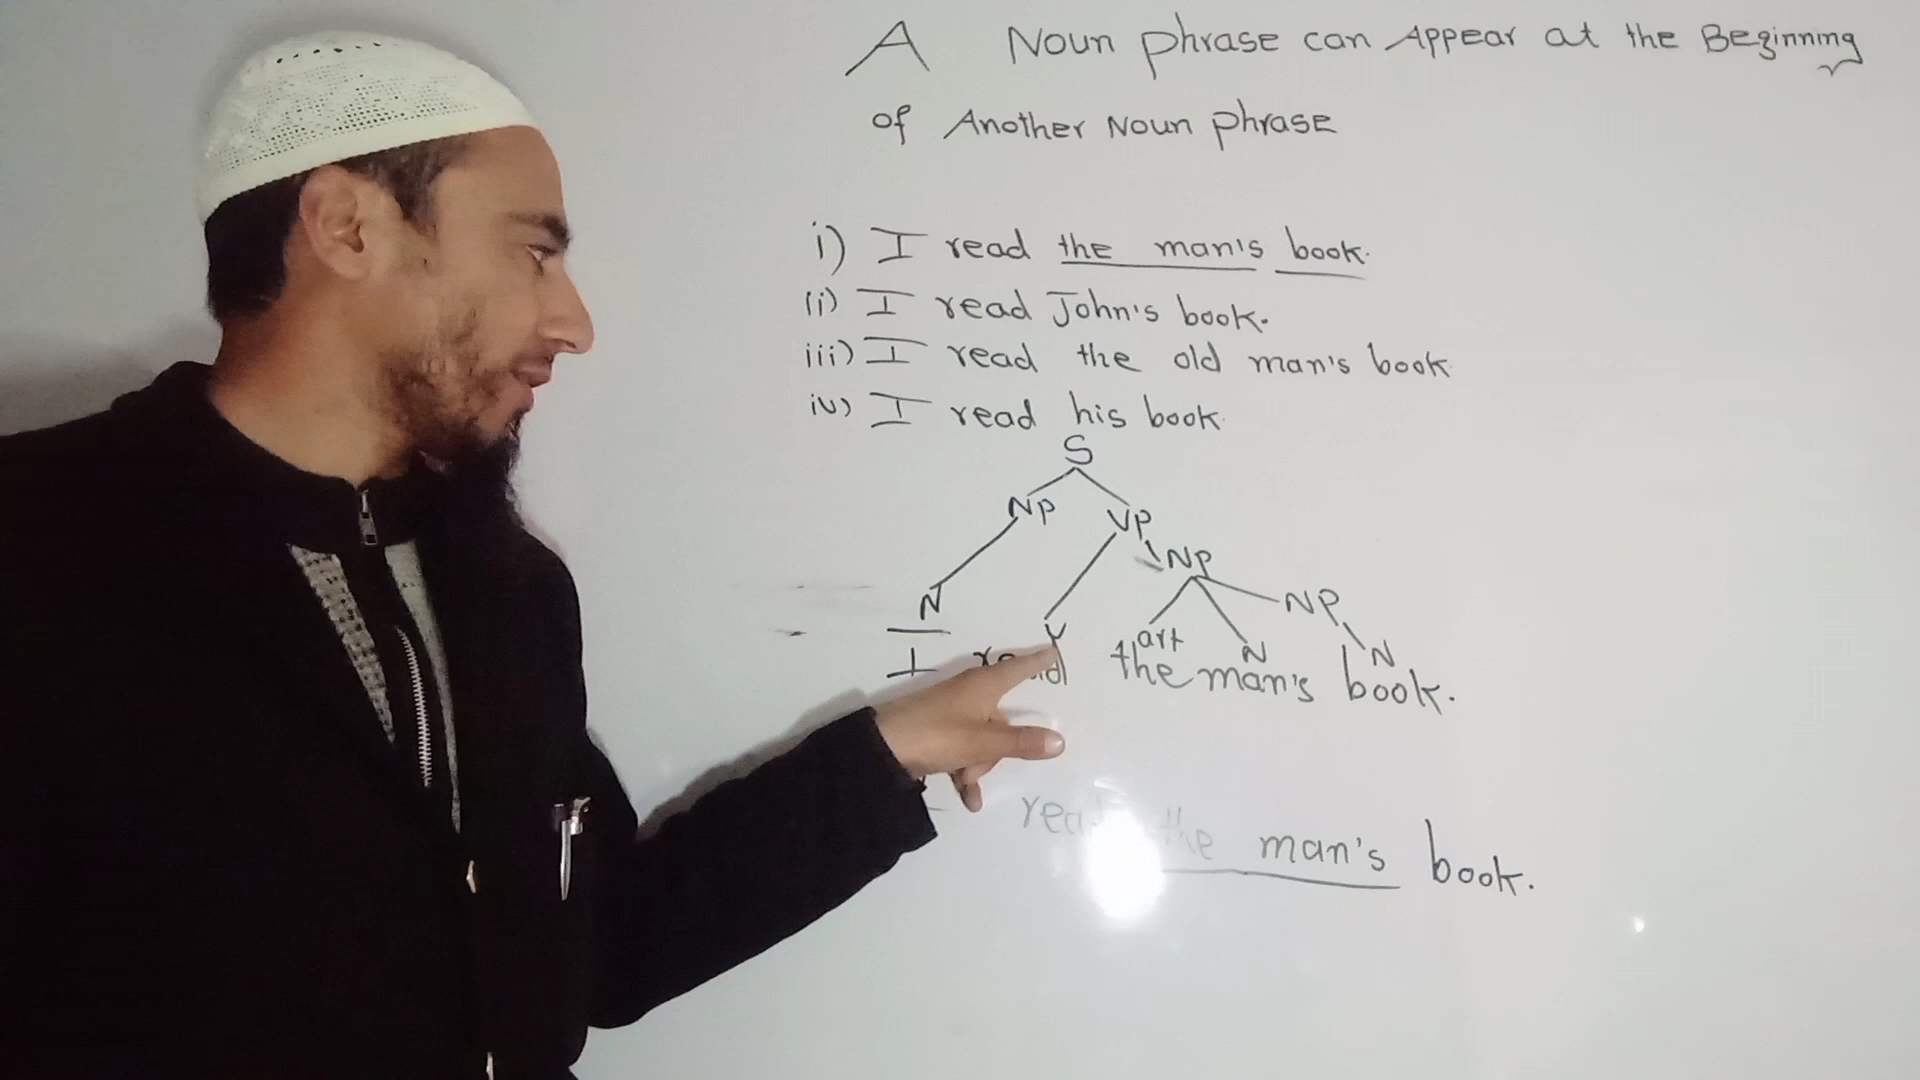 A Noun phrase can Appear at the Beginning
of Another Noun phrase
i) I read the man's book.
(i) I read John's book.
iii) I read the old man's book
iv) I read his book.
S
NP VP
NP
N NP
V art N N
I read the man's book.
read the man's book.